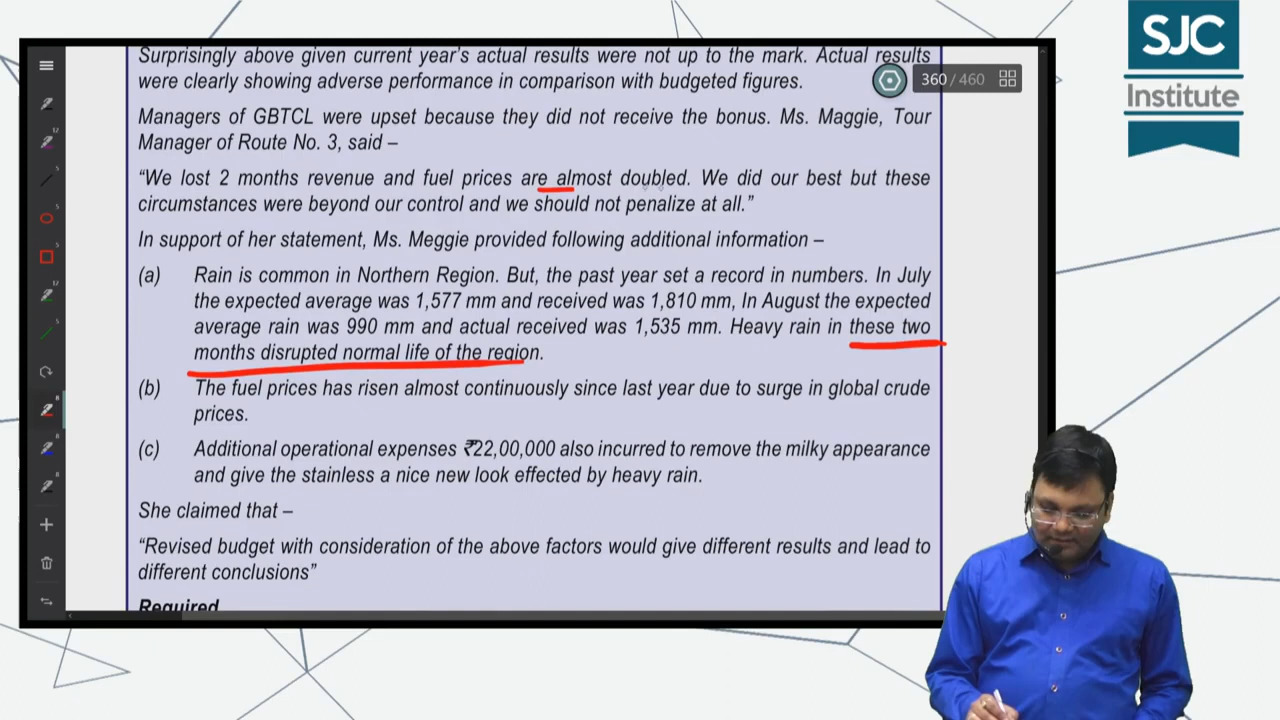 SJC
Institute
360 / 460
Surprisingly above given current year's actual results were not up to the mark. Actual results
were clearly showing adverse performance in comparison with budgeted figures.
Managers of GBTCL were upset because they did not receive the bonus. Ms. Maggie, Tour
Manager of Route No. 3, said –
“We lost 2 months revenue and fuel prices are almost doubled. We did our best but these
circumstances were beyond our control and we should not penalize at all.”
In support of her statement, Ms. Meggie provided following additional information –
(a) Rain is common in Northern Region. But, the past year set a record in numbers. In July
the expected average was 1,577 mm and received was 1,810 mm, In August the expected
average rain was 990 mm and actual received was 1,535 mm. Heavy rain in these two
months disrupted normal life of the region.
(b) The fuel prices has risen almost continuously since last year due to surge in global crude
prices.
(c) Additional operational expenses ₹22,00,000 also incurred to remove the milky appearance
and give the stainless a nice new look effected by heavy rain.
She claimed that –
“Revised budget with consideration of the above factors would give different results and lead to
different conclusions”
Required